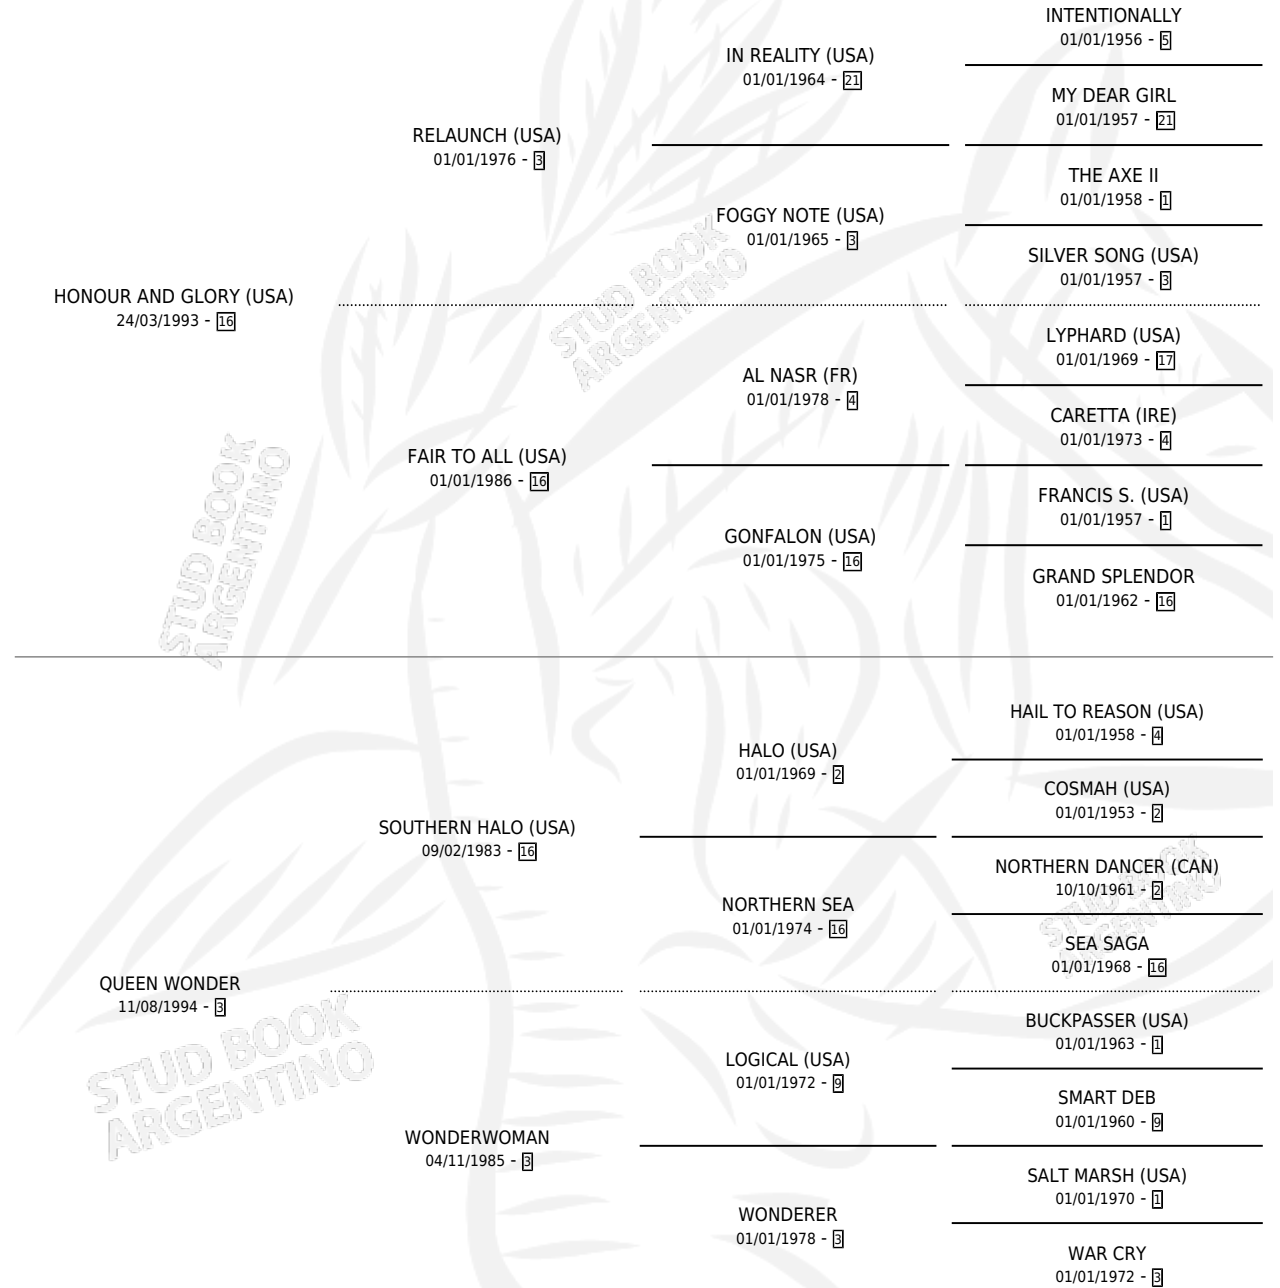 INTENTIONALLY
01/01/1956 - 5
IN REALITY (USA)
01/01/1964 - 21
MY DEAR GIRL
01/01/1957 - 21
RELAUNCH (USA)
01/01/1976 - 3
THE AXE II
01/01/1958 - 1
FOGGY NOTE (USA)
01/01/1965 - 3
SILVER SONG (USA)
01/01/1957 - 3
HONOUR AND GLORY (USA)
24/03/1993 - 16
LYPHARD (USA)
01/01/1969 - 17
AL NASR (FR)
01/01/1978 - 4
CARETTA (IRE)
01/01/1973 - 4
FAIR TO ALL (USA)
01/01/1986 - 16
FRANCIS S. (USA)
01/01/1957 - 1
GONFALON (USA)
01/01/1975 - 16
GRAND SPLENDOR
01/01/1962 - 16
HAIL TO REASON (USA)
01/01/1958 - 4
HALO (USA)
01/01/1969 - 2
COSMAH (USA)
01/01/1953 - 2
SOUTHERN HALO (USA)
09/02/1983 - 16
NORTHERN DANCER (CAN)
10/10/1961 - 2
NORTHERN SEA
01/01/1974 - 16
SEA SAGA
01/01/1968 - 16
QUEEN WONDER
11/08/1994 - 3
BUCKPASSER (USA)
01/01/1963 - 1
LOGICAL (USA)
01/01/1972 - 9
SMART DEB
01/01/1960 - 9
WONDERWOMAN
04/11/1985 - 3
SALT MARSH (USA)
01/01/1970 - 1
WONDERER
01/01/1978 - 3
WAR CRY
01/01/1972 - 3
STUD BOOK
ARGENTINO
STUD BOOK
ARGENTINO
STUD BOOK
ARGENTINO
STUD BOOK
ARGENTINO